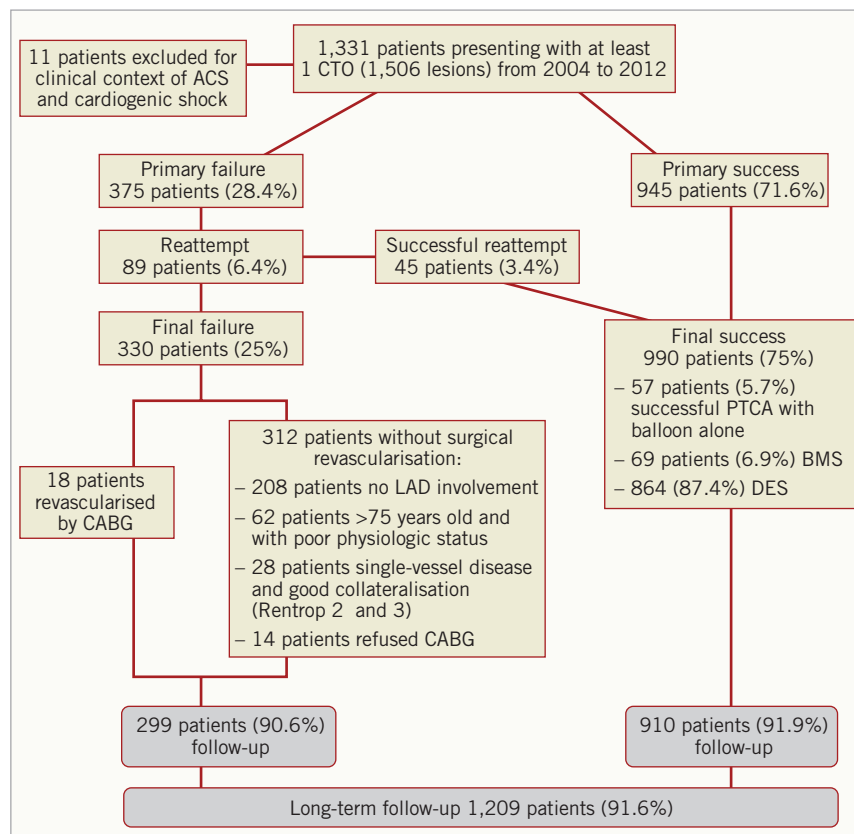 11 patients excluded for
clinical context of ACS
and cardiogenic shock
1,331 patients presenting with at least
1 CTO (1,506 lesions) from 2004 to 2012
Primary failure
375 patients (28.4%)
Primary success
945 patients (71.6%)
Reattempt
89 patients (6.4%)
Successful reattempt
45 patients (3.4%)
Final failure
330 patients (25%)
Final success
990 patients (75%)
– 57 patients (5.7%)
successful PTCA with
balloon alone
– 69 patients (6.9%) BMS
– 864 (87.4%) DES
18 patients
revascularised
by CABG
312 patients without surgical
revascularisation:
– 208 patients no LAD involvement
– 62 patients >75 years old and
with poor physiologic status
– 28 patients single-vessel disease
and good collateralisation
(Rentrop 2 and 3)
– 14 patients refused CABG
299 patients (90.6%)
follow-up
910 patients (91.9%)
follow-up
Long-term follow-up 1,209 patients (91.6%)